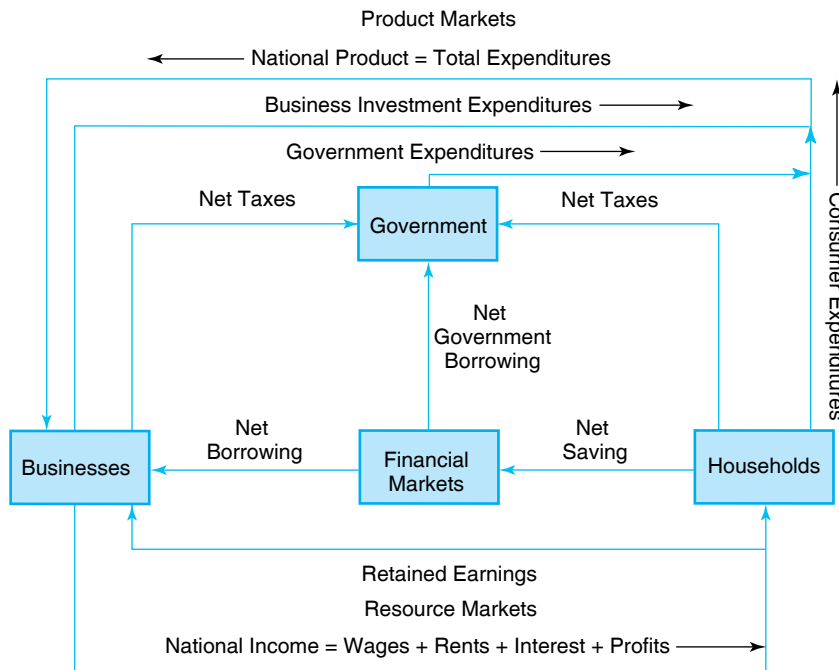 Product Markets
National Product = Total Expenditures
Business Investment Expenditures
Government Expenditures
Net Taxes
Net Taxes
Government
Consumer Expenditures
Net
Government
Borrowing
Net
Borrowing
Net
Saving
Businesses
Financial
Markets
Households
Retained Earnings
Resource Markets
National Income = Wages + Rents + Interest + Profits